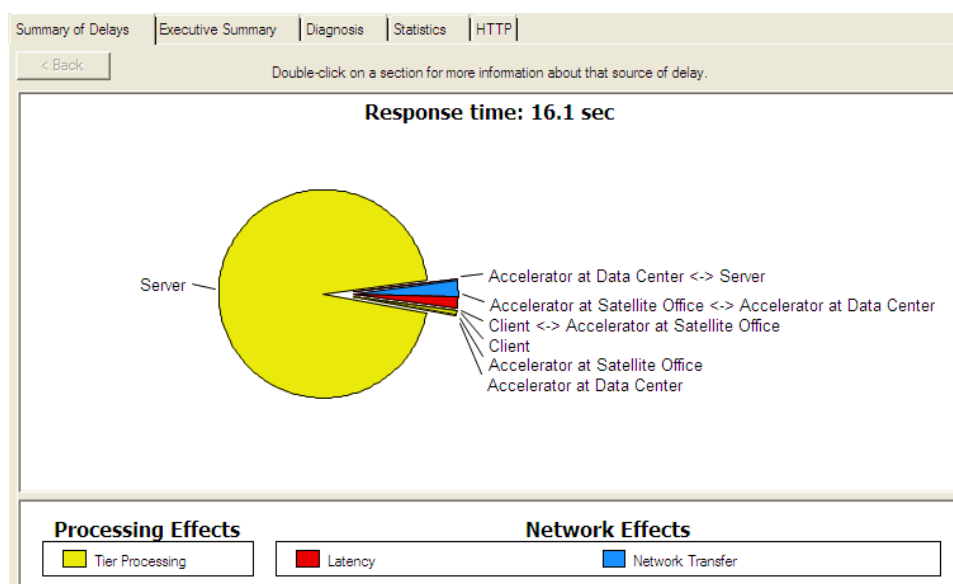 Summary of Delays Executive Summary Diagnosis Statistics HTTP
< Back
Double-click on a section for more information about that source of delay.
Response time: 16.1 sec
Server
Accelerator at Data Center <-> Server
Accelerator at Satellite Office <-> Accelerator at Data Center
Client <-> Accelerator at Satellite Office
Client
Accelerator at Satellite Office
Accelerator at Data Center
Processing Effects Network Effects
Tier Processing Latency Network Transfer